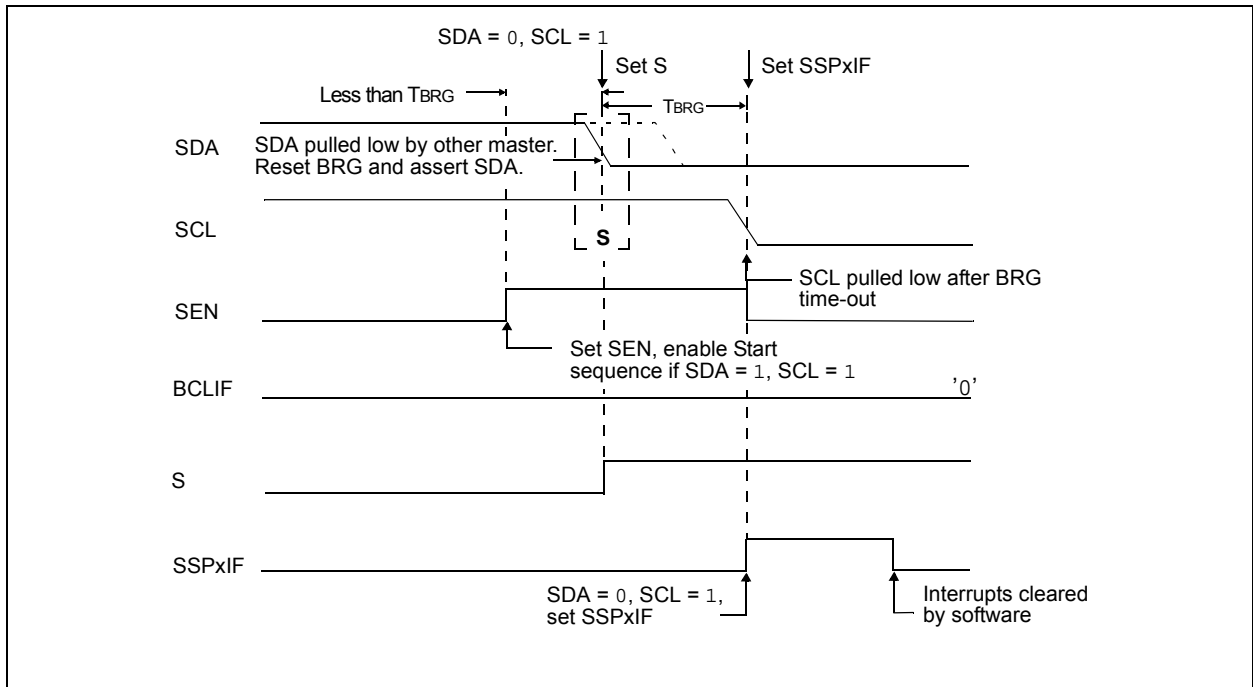 SDA = 0, SCL = 1
Set S
Set SSPxIF
Less than TBRG
TBRG
SDA
SDA pulled low by other master.
Reset BRG and assert SDA.
SCL
S
SCL pulled low after BRG
time-out
SEN
Set SEN, enable Start
sequence if SDA = 1, SCL = 1
BCLIF
'0'
S
SSPxIF
SDA = 0, SCL = 1,
set SSPxIF
Interrupts cleared
by software